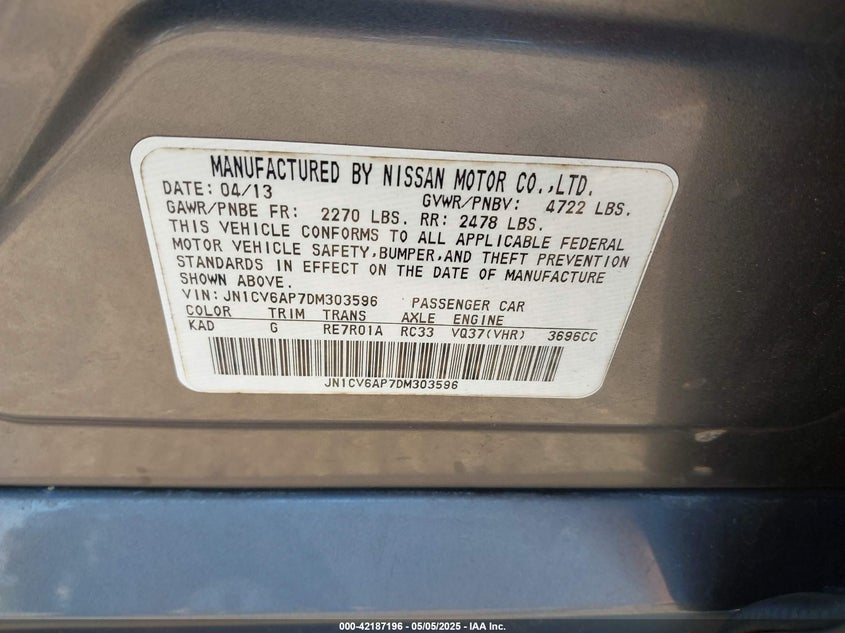 MANUFACTURED BY NISSAN MOTOR CO.,LTD.
DATE: 04/13 GVWR/PNBV: 4722 LBS.
GAWR/PNBE FR: 2270 LBS. RR: 2478 LBS.
THIS VEHICLE CONFORMS TO ALL APPLICABLE FEDERAL
MOTOR VEHICLE SAFETY,BUMPER,AND THEFT PREVENTION
STANDARDS IN EFFECT ON THE DATE OF MANUFACTURE
SHOWN ABOVE.
VIN: JN1CV6AP7DM303596 PASSENGER CAR
COLOR TRIM TRANS AXLE ENGINE
KAD G RE7R01A RC33 VQ37(VHR) 3696CC
JN1CV6AP7DM303596
000-42187196 - 05/05/2025 - IAA Inc.